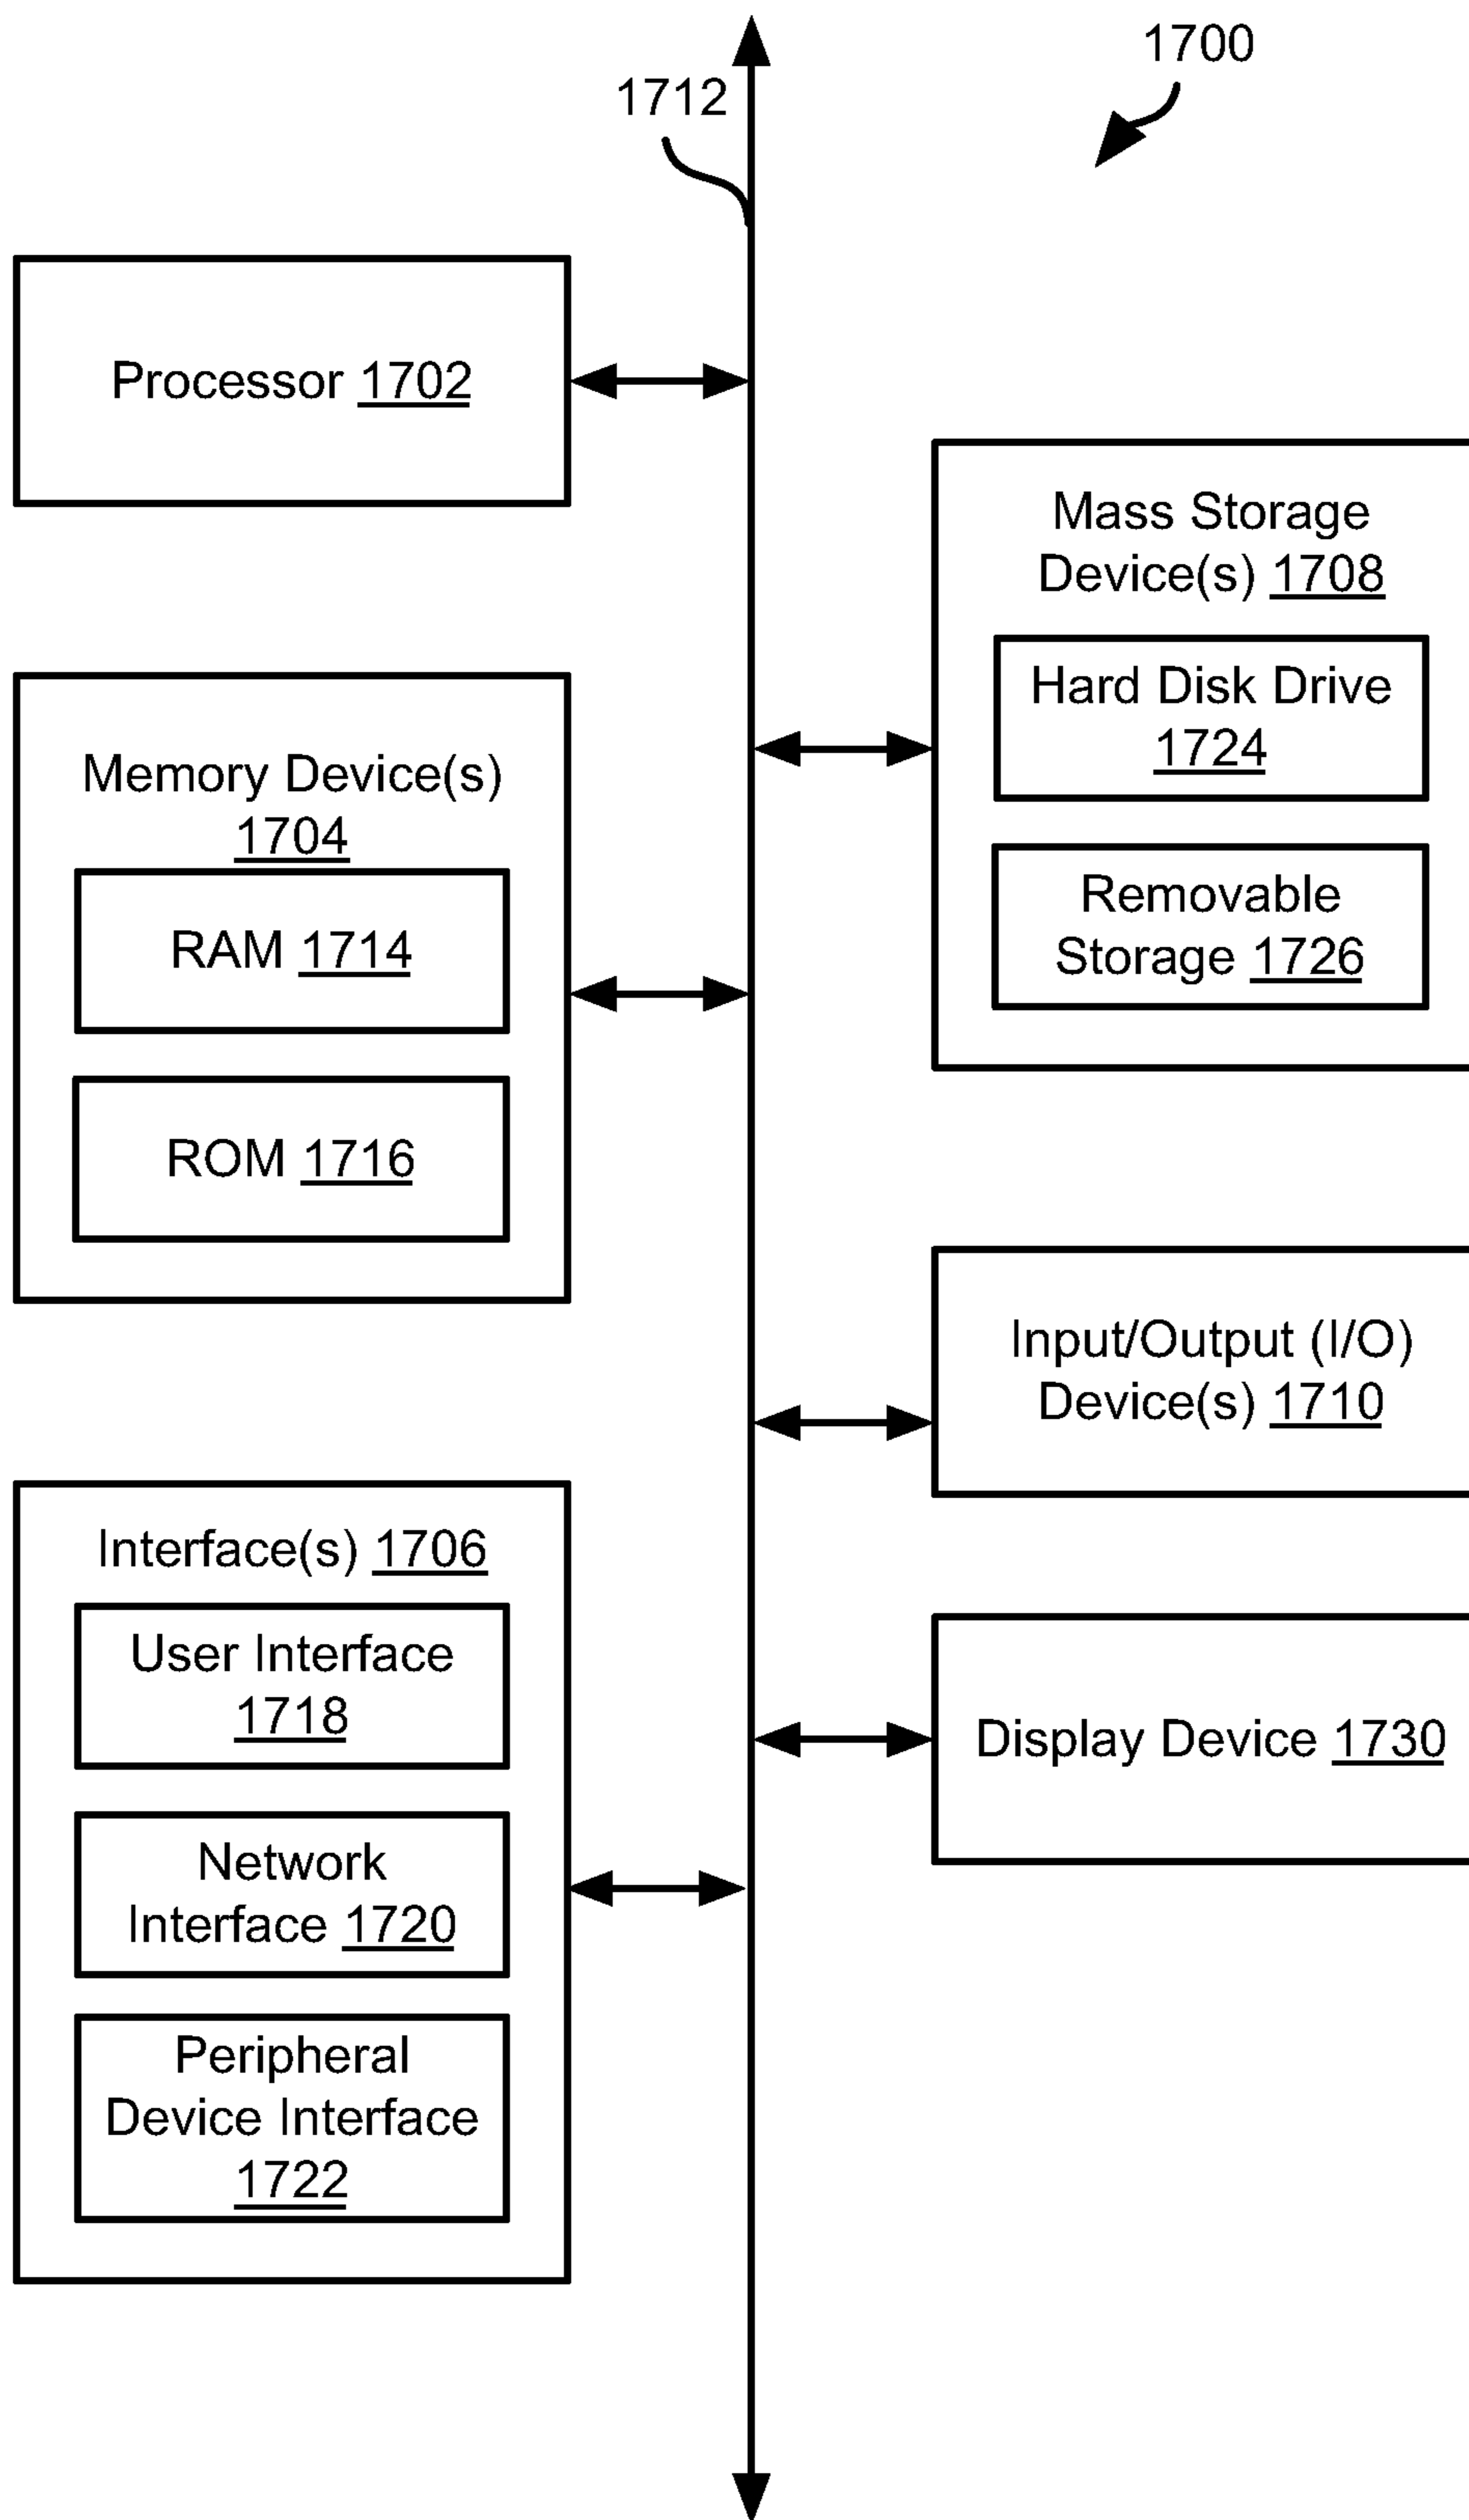 1700
1712
Processor 1702
Memory Device(s)
1704
RAM 1714
ROM 1716
Interface(s) 1706
User Interface
1718
Network
Interface 1720
Peripheral
Device Interface
1722
Mass Storage
Device(s) 1708
Hard Disk Drive
1724
Removable
Storage 1726
Input/Output (I/O)
Device(s) 1710
Display Device 1730